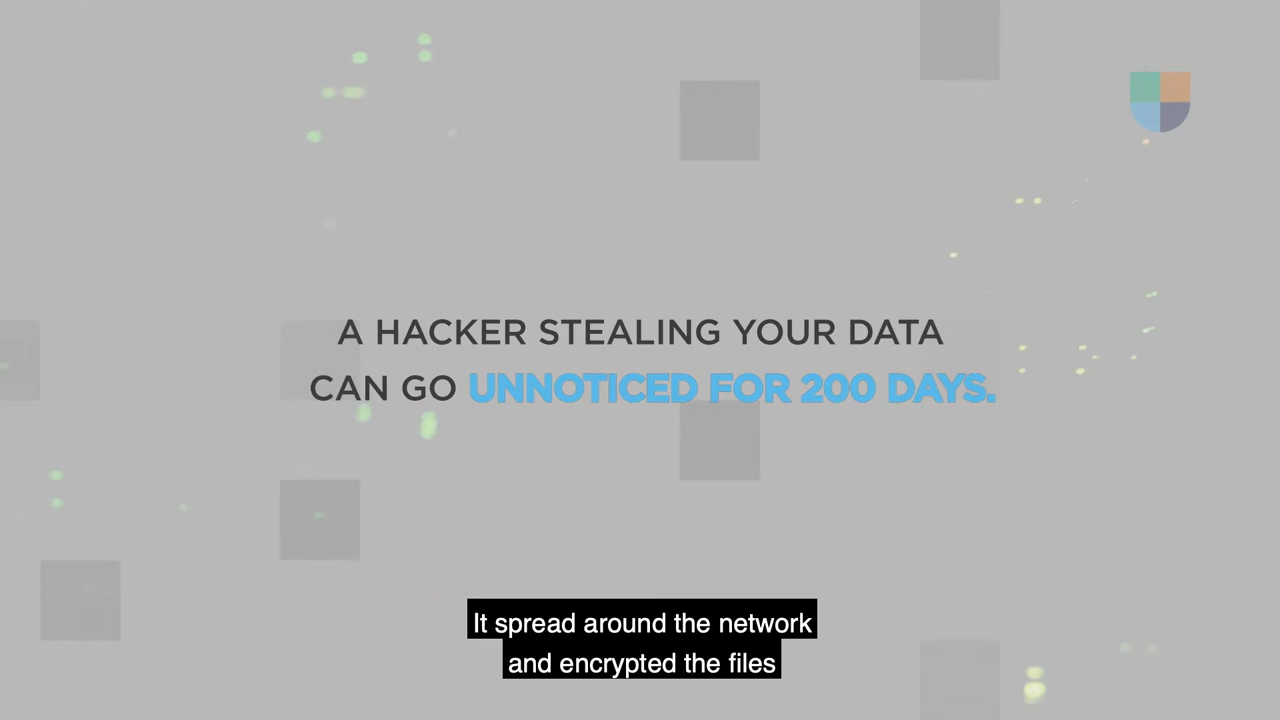 A HACKER STEALING YOUR DATA
CAN GO UNNOTICED FOR 200 DAYS.
It spread around the network
and encrypted the files